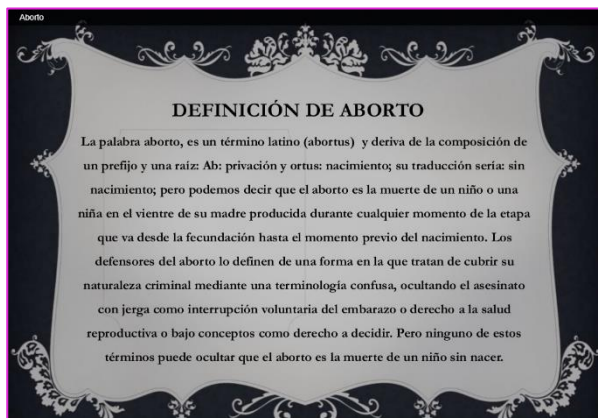 Aborto
DEFINICIÓN DE ABORTO
La palabra aborto, es un término latino (abortus) y deriva de la composición de
un prefijo y una raíz: Ab: privación y ortus: nacimiento; su traducción sería: sin
nacimiento; pero podemos decir que el aborto es la muerte de un niño o una
niña en el vientre de su madre producida durante cualquier momento de la etapa
que va desde la fecundación hasta el momento previo del nacimiento. Los
defensores del aborto lo definen de una forma en la que tratan de cubrir su
naturaleza criminal mediante una terminología confusa, ocultando el asesinato
con jerga como interrupción voluntaria del embarazo o derecho a la salud
reproductiva o bajo conceptos como derecho a decidir. Pero ninguno de estos
términos puede ocultar que el aborto es la muerte de un niño sin nacer.